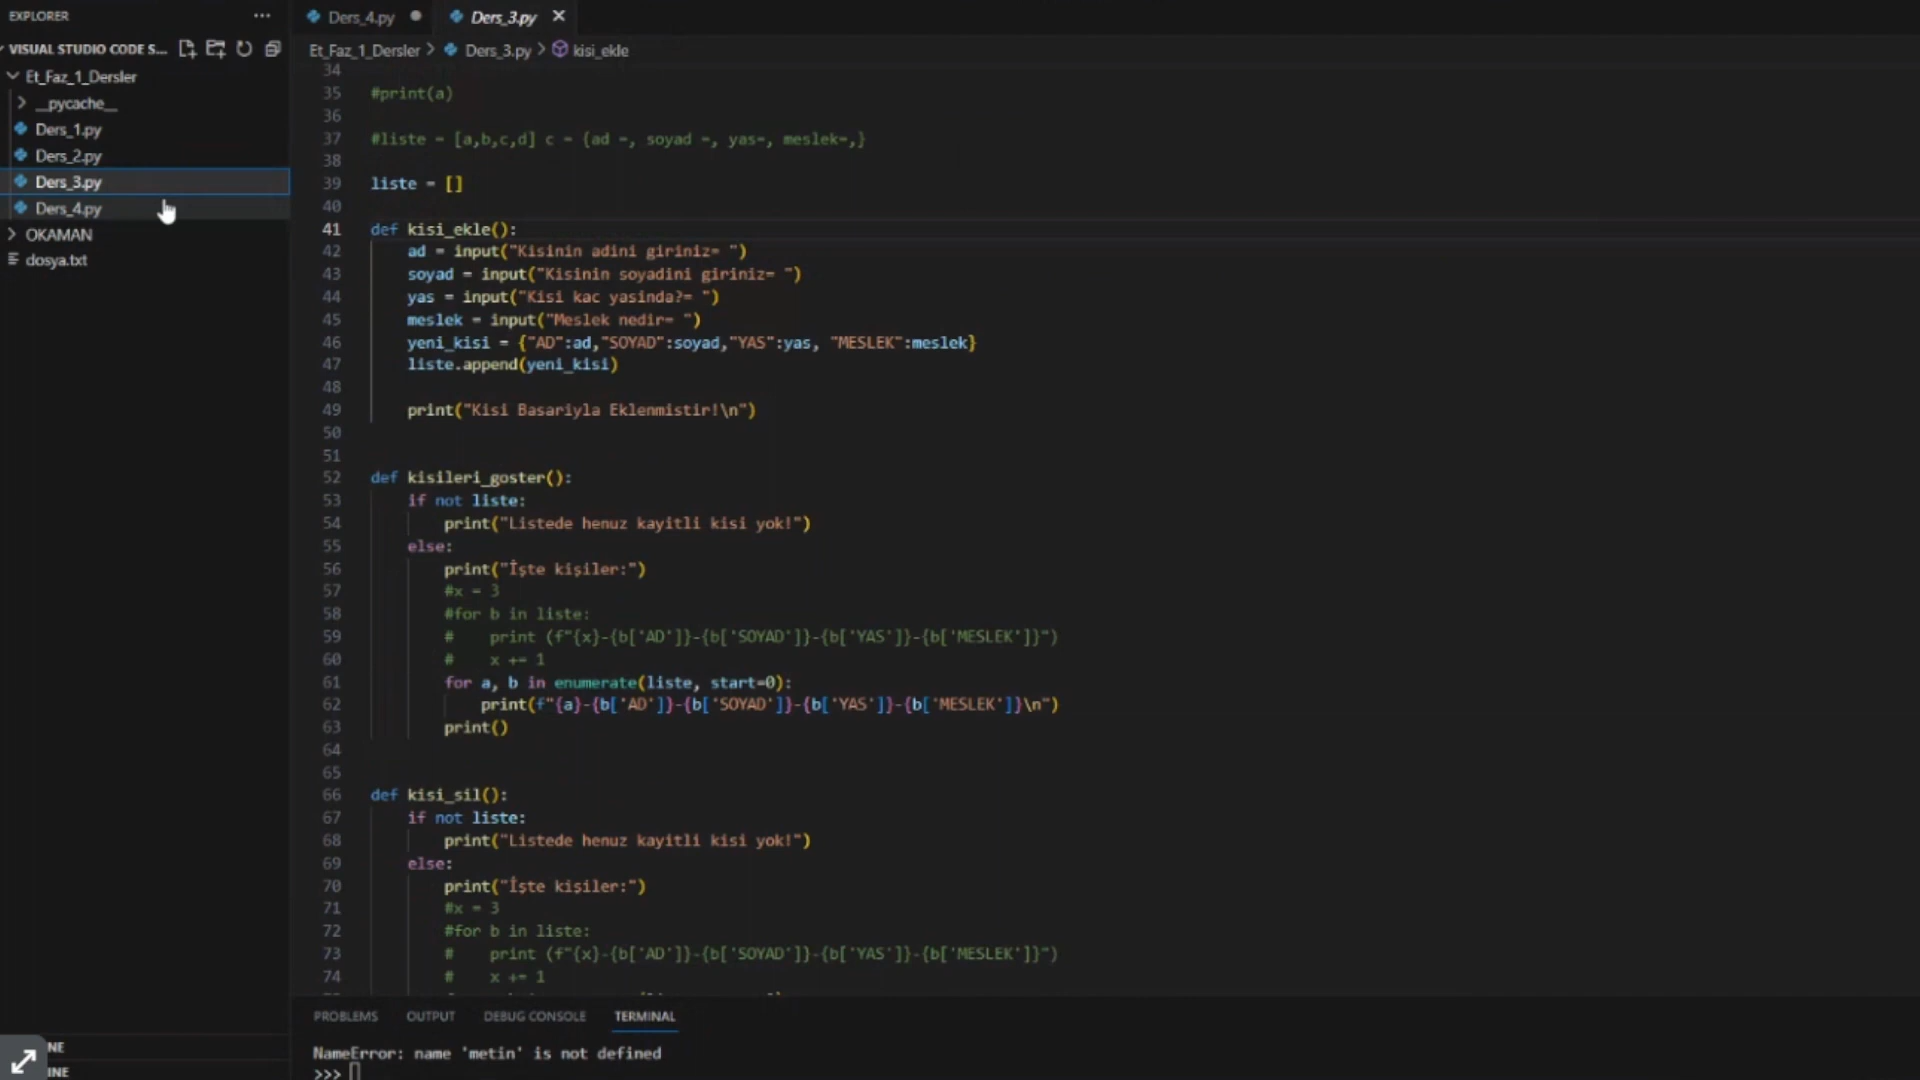 EXPLORER
VISUAL STUDIO CODE S...
Et_Faz_1_Dersler
__pycache__
Ders_1.py
Ders_2.py
Ders_3.py
Ders_4.py
OKAMAN
dosya.txt
NE
INE
Ders_4.py
Ders_3.py
Et_Faz_1_Dersler > Ders_3.py > kisi_ekle
34
35 #print(a)
36
37 #liste = [a,b,c,d] c = {ad =, soyad =, yas=, meslek=,}
38
39 liste = []
40
41 def kisi_ekle():
42     ad = input("Kisinin adini giriniz= ")
43     soyad = input("Kisinin soyadini giriniz= ")
44     yas = input("Kisi kac yasinda?= ")
45     meslek = input("Meslek nedir= ")
46     yeni_kisi = {"AD":ad,"SOYAD":soyad,"YAS":yas, "MESLEK":meslek}
47     liste.append(yeni_kisi)
48
49     print("Kisi Basariyla Eklenmistir!\n")
50
51
52 def kisileri_goster():
53     if not liste:
54         print("Listede henuz kayitli kisi yok!")
55     else:
56         print("İşte kişiler:")
57         #x = 3
58         #for b in liste:
59         #    print (f"{x}-{b['AD']}-{b['SOYAD']}-{b['YAS']}-{b['MESLEK']}")
60         #    x += 1
61         for a, b in enumerate(liste, start=0):
62             print(f"{a}-{b['AD']}-{b['SOYAD']}-{b['YAS']}-{b['MESLEK']}\n")
63         print()
64
65
66 def kisi_sil():
67     if not liste:
68         print("Listede henuz kayitli kisi yok!")
69     else:
70         print("İşte kişiler:")
71         #x = 3
72         #for b in liste:
73         #    print (f"{x}-{b['AD']}-{b['SOYAD']}-{b['YAS']}-{b['MESLEK']}")
74         #    x += 1
PROBLEMS OUTPUT DEBUG CONSOLE TERMINAL
NameError: name 'metin' is not defined
>>>